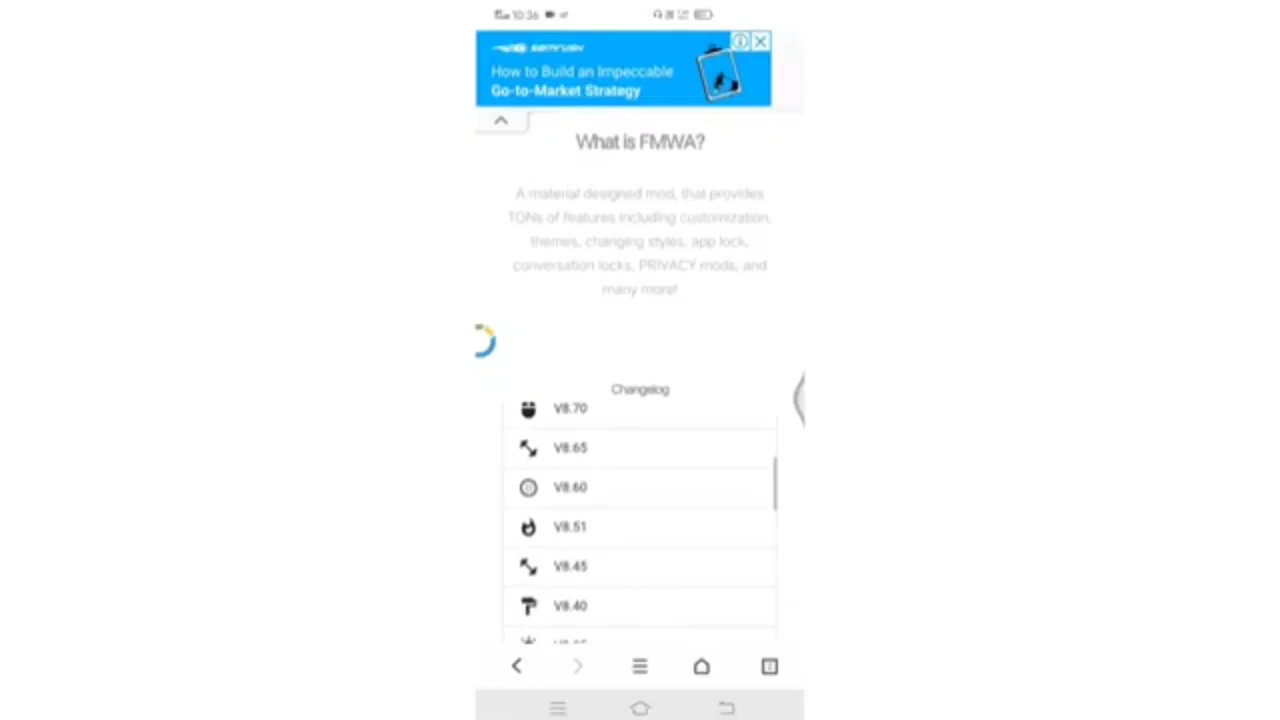 10:36
SEMRUSH
How to Build an Impeccable
Go-to-Market Strategy
What is FMWA?
A material designed mod, that provides
TONs of features including customization,
themes, changing styles, app lock,
conversation locks, PRIVACY mods, and
many more!
Changelog
V8.70
V8.65
V8.60
V8.51
V8.45
V8.40